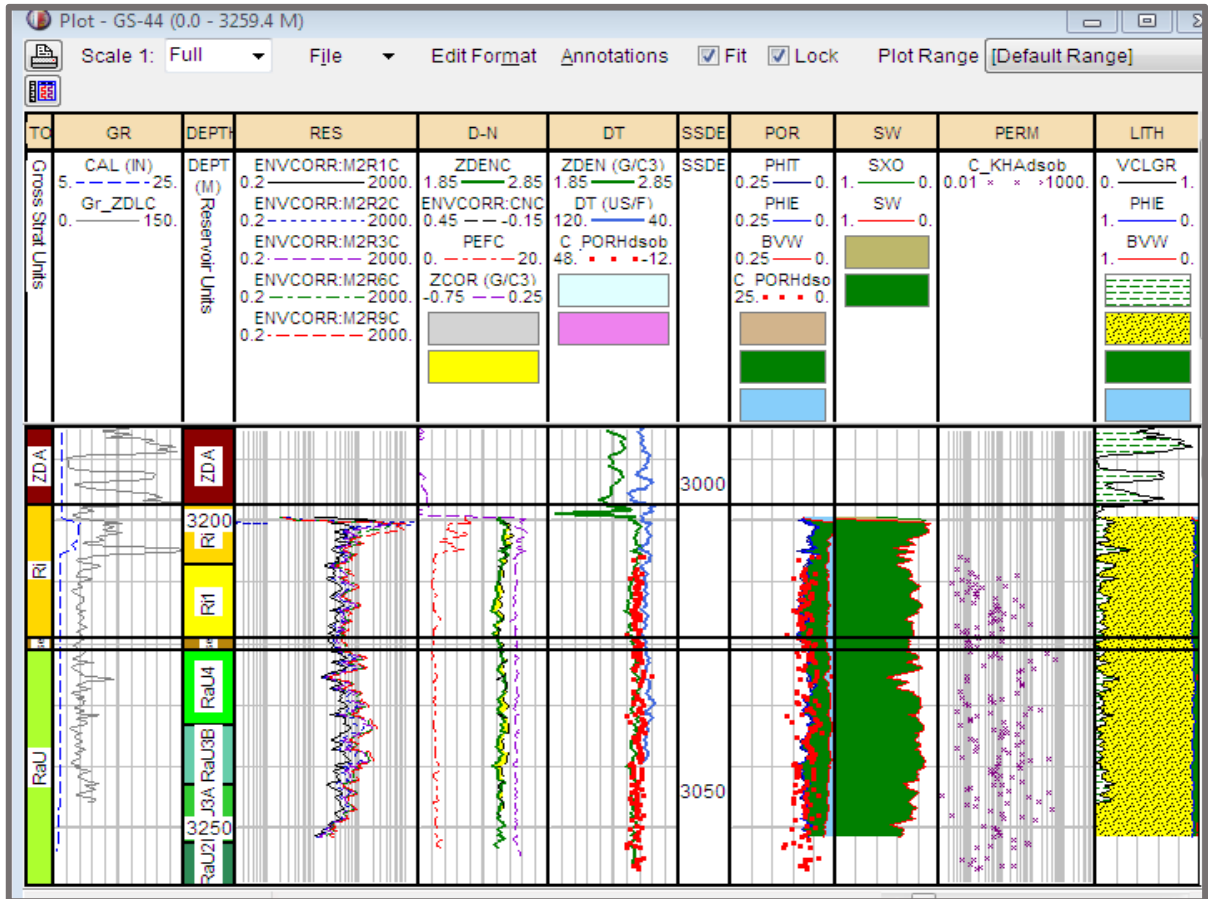 Plot - GS-44 (0.0 - 3259.4 M)
Scale 1: Full File Edit Format Annotations Fit Lock Plot Range [Default Range]
TO GR DEPTH RES D-N DT SSDE POR SW PERM LITH
Gross Strat Units
CAL (IN)
5. 25.
Gr_ZDLC
0. 150.
DEPT
(M)
Reservoir Units
ENVCORR:M2R1C
0.2 2000.
ENVCORR:M2R2C
0.2 2000.
ENVCORR:M2R3C
0.2 2000.
ENVCORR:M2R6C
0.2 2000.
ENVCORR:M2R9C
0.2 2000.
ZDENC
1.85 2.85
ENVCORR:CNC
0.45 -0.15
PEFC
0. 20.
ZCOR (G/C3)
-0.75 0.25
ZDEN (G/C3)
1.85 2.85
DT (US/F)
120. 40.
C_PORHdsob
48. -12.
SSDE
PHIT
0.25 0.
PHIE
0.25 0.
BVW
0.25 0.
C_PORHdso
25. 0.
SXO
1. 0.
SW
1. 0.
C_KHAdsob
0.01 1000.
VCLGR
0. 1.
PHIE
1. 0.
BVW
1. 0.
ZDA ZDA
3000
3200
Ri Ri
Ri1
RaU4
RaU3B
RaU
3050
U3A
3250
RaU2